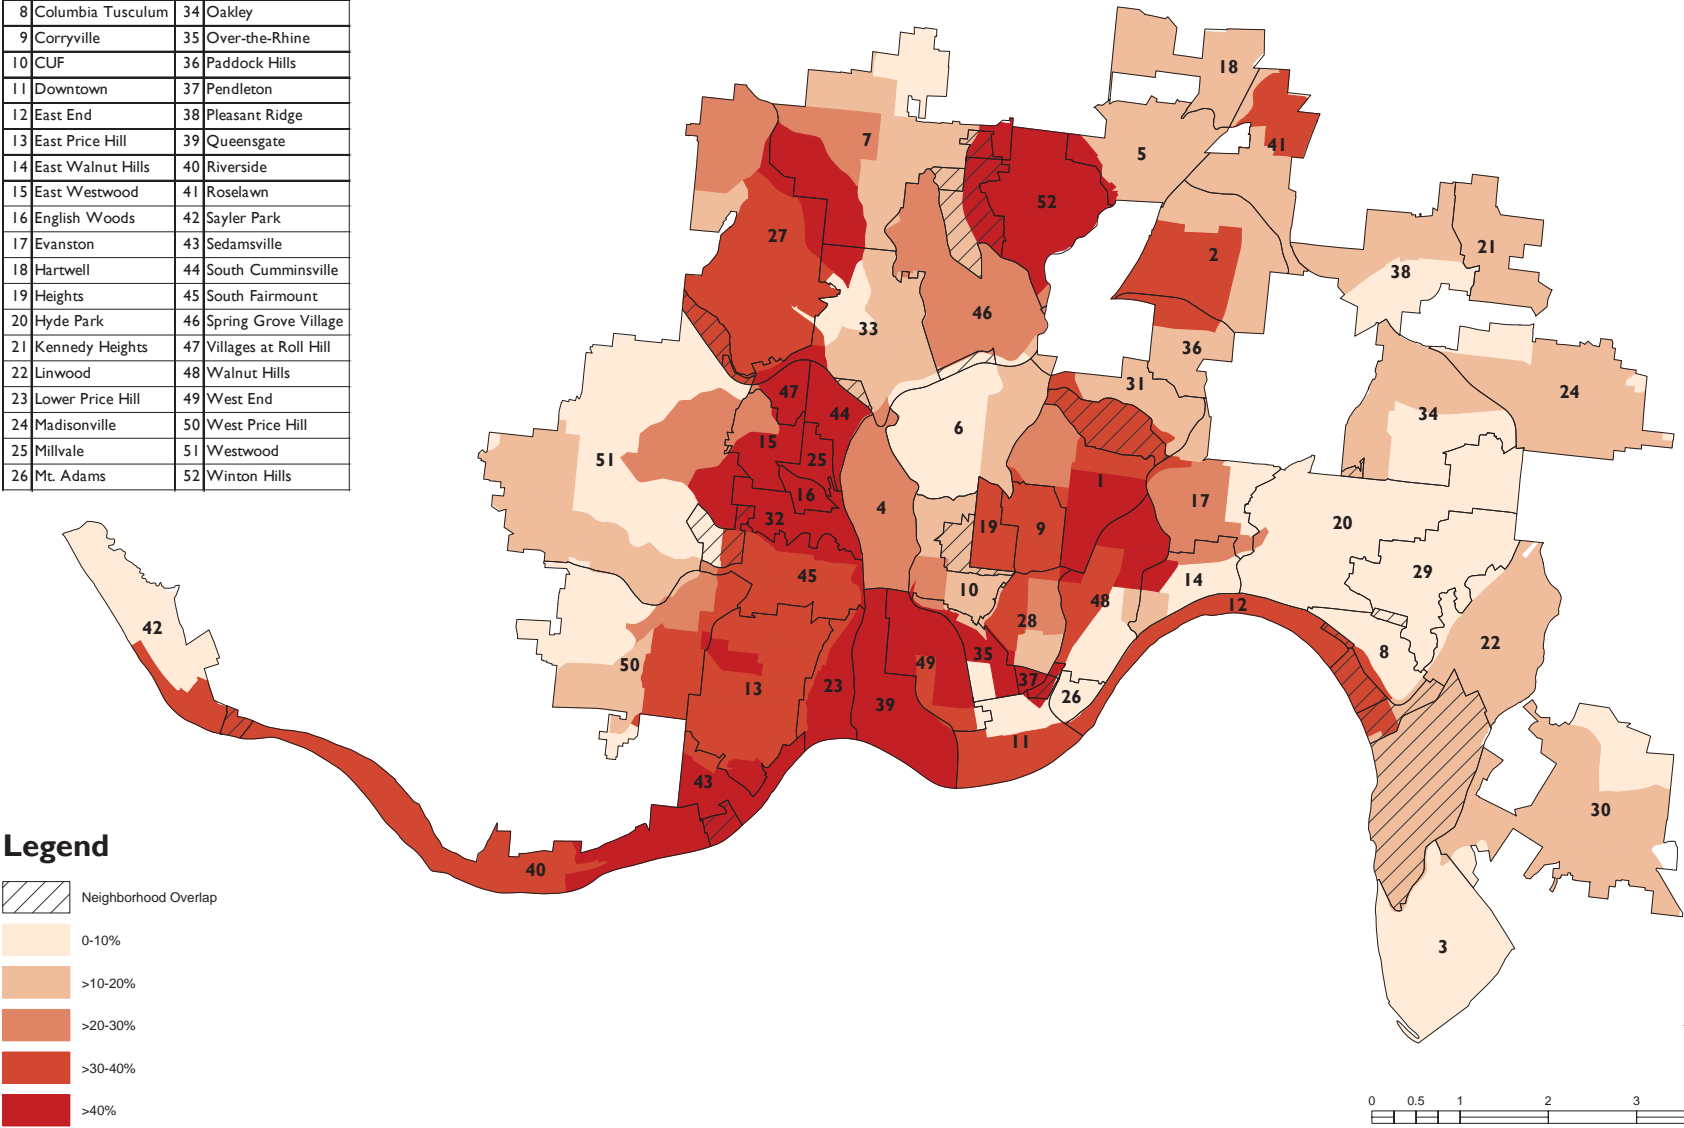 8 Columbia Tusculum 34 Oakley
9 Corryville 35 Over-the-Rhine
10 CUF 36 Paddock Hills
11 Downtown 37 Pendleton
12 East End 38 Pleasant Ridge
13 East Price Hill 39 Queensgate
14 East Walnut Hills 40 Riverside
15 East Westwood 41 Roselawn
16 English Woods 42 Sayler Park
17 Evanston 43 Sedamsville
18 Hartwell 44 South Cumminsville
19 Heights 45 South Fairmount
20 Hyde Park 46 Spring Grove Village
21 Kennedy Heights 47 Villages at Roll Hill
22 Linwood 48 Walnut Hills
23 Lower Price Hill 49 West End
24 Madisonville 50 West Price Hill
25 Millvale 51 Westwood
26 Mt. Adams 52 Winton Hills
18
7
41
5
52
27
2
21
38
46
33
36
31
47
24
44
34
6
15
51
25
1
16
17
4
32
20
19
9
45
29
14
10
48
12
28
42
22
8
35
50
49
37
23
13
26
39
11
43
30
40
3
Legend
Neighborhood Overlap
0-10%
>10-20%
>20-30%
>30-40%
>40%
0 0.5 1 2 3